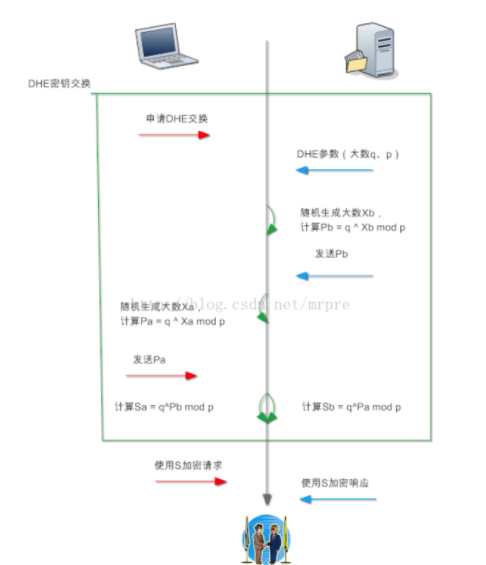 DHE密钥交换
申请DHE交换
DHE参数（大数q、p）
随机生成大数Xb，
计算Pb = q ^ Xb mod p
发送Pb
http://blog.csdn.net/mrpre
随机生成大数Xa，
计算Pa = q ^ Xa mod p
发送Pa
计算Sa = q^Pb mod p
计算Sb = q^Pa mod p
使用S加密请求
使用S加密响应